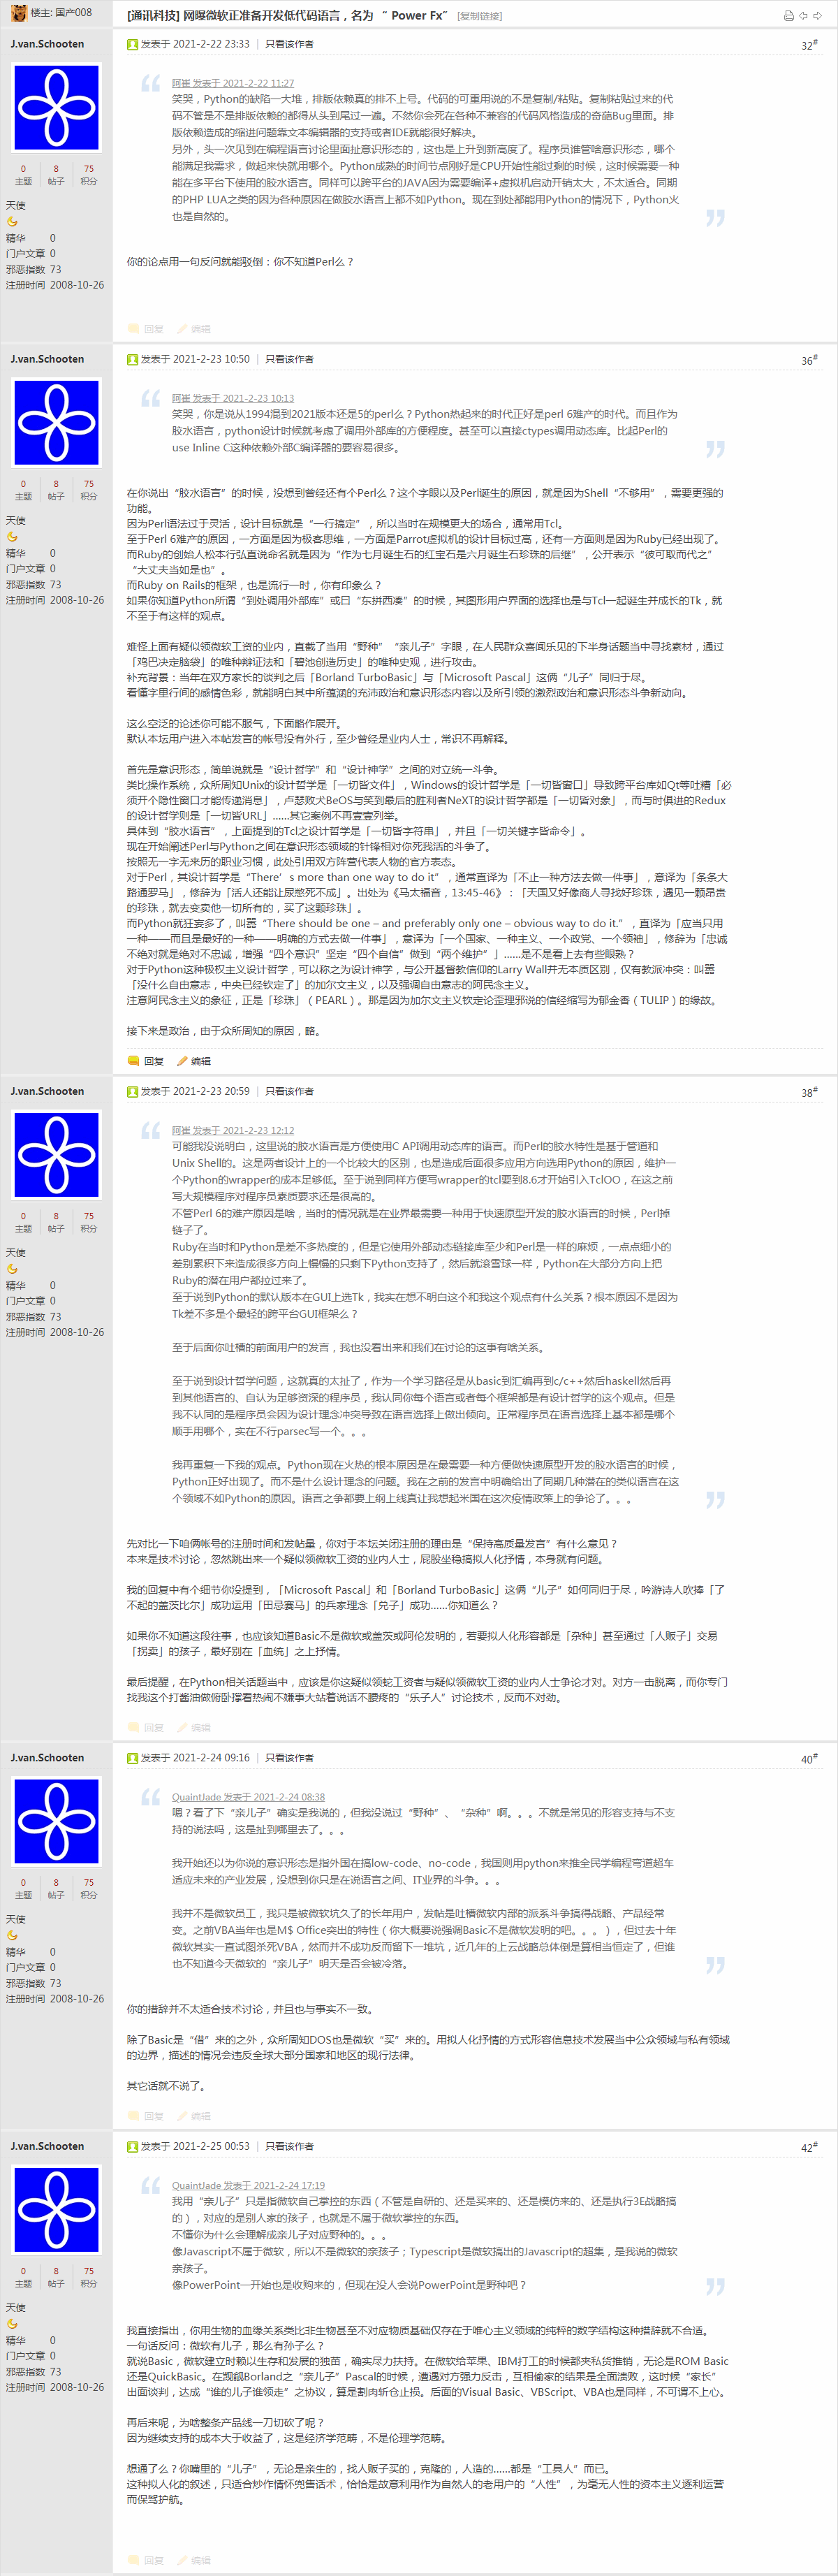 楼主: 国产008
[通讯科技] 网曝微软正准备开发低代码语言，名为 “ Power Fx” [复制链接]
J.van.Schooten
发表于 2021-2-22 23:33 | 只看该作者
32#
阿崔 发表于 2021-2-22 11:27
笑哭，Python的缺陷一大堆，排版依赖真的排不上号。代码的可重用说的不是复制/粘贴。复制粘贴过来的代
码不管是不是排版依赖的都得从头到尾过一遍。不然你会死在各种不兼容的代码风格造成的奇葩Bug里面。排
版依赖造成的缩进问题靠文本编辑器的支持或者IDE就能很好解决。
另外，头一次见到在编程语言讨论里面扯意识形态的，这也是上升到新高度了。程序员谁管啥意识形态，哪个
能满足我需求，做起来快就用哪个。Python成熟的时间节点刚好是CPU开始性能过剩的时候，这时候需要一种
能在多平台下使用的胶水语言。同样可以跨平台的JAVA因为需要编译+虚拟机启动开销太大，不太适合。同期
的PHP LUA之类的因为各种原因在做胶水语言上都不如Python。现在到处都能用Python的情况下，Python火
也是自然的。
0 8 75
主题 帖子 积分
天使
精华 0
门户文章 0
邪恶指数 73
注册时间 2008-10-26
你的论点用一句反问就能驳倒：你不知道Perl么？
回复 编辑
J.van.Schooten
发表于 2021-2-23 10:50 | 只看该作者
36#
阿崔 发表于 2021-2-23 10:13
笑哭，你是说从1994混到2021版本还是5的perl么？Python热起来的时代正好是perl 6难产的时代。而且作为
胶水语言，python设计时候就考虑了调用外部库的方便程度。甚至可以直接ctypes调用动态库。比起Perl的
use Inline C这种依赖外部C编译器的要容易很多。
0 8 75
主题 帖子 积分
天使
精华 0
门户文章 0
邪恶指数 73
注册时间 2008-10-26
在你说出“胶水语言”的时候，没想到曾经还有个Perl么？这个字眼以及Perl诞生的原因，就是因为Shell“不够用”，需要更强的
功能。
因为Perl语法过于灵活，设计目标就是“一行搞定”，所以当时在规模更大的场合，通常用Tcl。
至于Perl 6难产的原因，一方面是因为极客思维，一方面是Parrot虚拟机的设计目标过高，还有一方面则是因为Ruby已经出现了。
而Ruby的创始人松本行弘直说命名就是因为“作为七月诞生石的红宝石是六月诞生石珍珠的后继”，公开表示“彼可取而代之”
“大丈夫当如是也”。
而Ruby on Rails的框架，也是流行一时，你有印象么？
如果你知道Python所谓“到处调用外部库”或曰“东拼西凑”的时候，其图形用户界面的选择也是与Tcl一起诞生并成长的Tk，就
不至于有这样的观点。
难怪上面有疑似领微软工资的业内，直截了当用“野种”“亲儿子”字眼，在人民群众喜闻乐见的下半身话题当中寻找素材，通过
「鸡巴决定脑袋」的唯种辩证法和「碧池创造历史」的唯种史观，进行攻击。
补充背景：当年在双方家长的谈判之后「Borland TurboBasic」与「Microsoft Pascal」这俩“儿子”同归于尽。
看懂字里行间的感情色彩，就能明白其中所蕴涵的充沛政治和意识形态内容以及所引领的激烈政治和意识形态斗争新动向。
这么空泛的论述你可能不服气，下面略作展开。
默认本坛用户进入本帖发言的帐号没有外行，至少曾经是业内人士，常识不再解释。
首先是意识形态，简单说就是“设计哲学”和“设计神学”之间的对立统一斗争。
类比操作系统，众所周知Unix的设计哲学是「一切皆文件」，Windows的设计哲学是「一切皆窗口」导致跨平台库如Qt等吐糟「必
须开个隐性窗口才能传递消息」，卢瑟败犬BeOS与笑到最后的胜利者NeXT的设计哲学都是「一切皆对象」，而与时俱进的Redux
的设计哲学则是「一切皆URL」……其它案例不再壹壹列举。
具体到“胶水语言”，上面提到的Tcl之设计哲学是「一切皆字符串」，并且「一切关键字皆命令」。
现在开始阐述Perl与Python之间在意识形态领域的针锋相对你死我活的斗争了。
按照无一字无来历的职业习惯，此处引用双方阵营代表人物的官方表态。
对于Perl，其设计哲学是“There’s more than one way to do it”，通常直译为「不止一种方法去做一件事」，意译为「条条大
路通罗马」，修辞为「活人还能让尿憋死不成」。出处为《马太福音，13:45-46》：「天国又好像商人寻找好珍珠，遇见一颗昂贵
的珍珠，就去变卖他一切所有的，买了这颗珍珠」。
而Python就狂妄多了，叫嚣“There should be one – and preferably only one – obvious way to do it.”，直译为「应当只用
一种——而且是最好的一种——明确的方式去做一件事」，意译为「一个国家、一种主义、一个政党、一个领袖」，修辞为「忠诚
不绝对就是绝对不忠诚，增强“四个意识”坚定“四个自信”做到“两个维护”」……是不是看上去有些眼熟？
对于Python这种极权主义设计哲学，可以称之为设计神学，与公开基督教信仰的Larry Wall并无本质区别，仅有教派冲突：叫嚣
「没什么自由意志，中央已经钦定了」的加尔文主义，以及强调自由意志的阿民念主义。
注意阿民念主义的象征，正是「珍珠」（PEARL）。那是因为加尔文主义钦定论歪理邪说的信经缩写为郁金香（TULIP）的缘故。
接下来是政治，由于众所周知的原因，略。
回复 编辑
J.van.Schooten
发表于 2021-2-23 20:59 | 只看该作者
38#
阿崔 发表于 2021-2-23 12:12
可能我没说明白，这里说的胶水语言是方便使用C API调用动态库的语言。而Perl的胶水特性是基于管道和
Unix Shell的。这是两者设计上的一个比较大的区别，也是造成后面很多应用方向选用Python的原因，维护一
个Python的wrapper的成本足够低。至于说到同样方便写wrapper的tcl要到8.6才开始引入TclOO，在这之前
写大规模程序对程序员素质要求还是很高的。
不管Perl 6的难产原因是啥，当时的情况就是在业界最需要一种用于快速原型开发的胶水语言的时候，Perl掉
链子了。
Ruby在当时和Python是差不多热度的，但是它使用外部动态链接库至少和Perl是一样的麻烦，一点点细小的
差别累积下来造成很多方向上慢慢的只剩下Python支持了，然后就滚雪球一样，Python在大部分方向上把
Ruby的潜在用户都拉过来了。
至于说到Python的默认版本在GUI上选Tk，我实在想不明白这个和我这个观点有什么关系？根本原因不是因为
Tk差不多是个最轻的跨平台GUI框架么？
至于后面你吐槽的前面用户的发言，我也没看出来和我们在讨论的这事有啥关系。
至于说到设计哲学问题，这就真的太扯了，作为一个学习路径是从basic到汇编再到c/c++然后haskell然后再
到其他语言的、自认为足够资深的程序员，我认同你每个语言或者每个框架都是有设计哲学的这个观点。但是
我不认同的是程序员会因为设计理念冲突导致在语言选择上做出倾向。正常程序员在语言选择上基本都是哪个
顺手用哪个，实在不行parsec写一个。。。
我再重复一下我的观点。Python现在火热的根本原因是在最需要一种方便做快速原型开发的胶水语言的时候，
Python正好出现了。而不是什么设计理念的问题。我在之前的发言中明确给出了同期几种潜在的类似语言在这
个领域不如Python的原因。语言之争都要上纲上线真让我想起米国在这次疫情政策上的争论了。。。
0 8 75
主题 帖子 积分
天使
精华 0
门户文章 0
邪恶指数 73
注册时间 2008-10-26
先对比一下咱俩帐号的注册时间和发帖量，你对于本坛关闭注册的理由是“保持高质量发言”有什么意见？
本来是技术讨论，忽然跳出来一个疑似领微软工资的业内人士，屁股坐稳搞拟人化抒情，本身就有问题。
我的回复中有个细节你没提到，「Microsoft Pascal」和「Borland TurboBasic」这俩“儿子”如何同归于尽，吟游诗人吹捧「了
不起的盖茨比尔」成功运用「田忌赛马」的兵家理念「兑子」成功……你知道么？
如果你不知道这段往事，也应该知道Basic不是微软或盖茨或阿伦发明的，若要拟人化形容都是「杂种」甚至通过「人贩子」交易
「拐卖」的孩子，最好别在「血统」之上抒情。
最后提醒，在Python相关话题当中，应该是你这疑似领蛇工资者与疑似领微软工资的业内人士争论才对。对方一击脱离，而你专门
找我这个打酱油做俯卧撑看热闹不嫌事大站着说话不腰疼的“乐子人”讨论技术，反而不对劲。
回复 编辑
J.van.Schooten
发表于 2021-2-24 09:16 | 只看该作者
40#
QuaintJade 发表于 2021-2-24 08:38
嗯？看了下“亲儿子”确实是我说的，但我没说过“野种”、“杂种”啊。。。不就是常见的形容支持与不支
持的说法吗，这是扯到哪里去了。。。
我开始还以为你说的意识形态是指外国在搞low-code、no-code，我国则用python来推全民学编程弯道超车
适应未来的产业发展，没想到你只是在说语言之间、IT业界的斗争。。。
我并不是微软员工，我只是被微软坑久了的长年用户，发帖是吐槽微软内部的派系斗争搞得战略、产品经常
变。之前VBA当年也是M$ Office突出的特性（你大概要说强调Basic不是微软发明的吧。。。），但过去十年
微软其实一直试图杀死VBA，然而并不成功反而留下一堆坑，近几年的上云战略总体倒是算相当恒定了，但谁
也不知道今天微软的“亲儿子”明天是否会被冷落。
0 8 75
主题 帖子 积分
天使
精华 0
门户文章 0
邪恶指数 73
注册时间 2008-10-26
你的措辞并不太适合技术讨论，并且也与事实不一致。
除了Basic是“借”来的之外，众所周知DOS也是微软“买”来的。用拟人化抒情的方式形容信息技术发展当中公众领域与私有领域
的边界，描述的情况会违反全球大部分国家和地区的现行法律。
其它话就不说了。
回复 编辑
J.van.Schooten
发表于 2021-2-25 00:53 | 只看该作者
42#
QuaintJade 发表于 2021-2-24 17:19
我用“亲儿子”只是指微软自己掌控的东西（不管是自研的、还是买来的、还是模仿来的、还是执行3E战略搞
的），对应的是别人家的孩子，也就是不属于微软掌控的东西。
不懂你为什么会理解成亲儿子对应野种的。。。
像Javascript不属于微软，所以不是微软的亲孩子；Typescript是微软搞出的Javascript的超集，是我说的微软
亲孩子。
像PowerPoint一开始也是收购来的，但现在没人会说PowerPoint是野种吧？
0 8 75
主题 帖子 积分
天使
精华 0
门户文章 0
邪恶指数 73
注册时间 2008-10-26
我直接指出，你用生物的血缘关系类比非生物甚至不对应物质基础仅存在于唯心主义领域的纯粹的数学结构这种措辞就不合适。
一句话反问：微软有儿子，那么有孙子么？
就说Basic，微软建立时赖以生存和发展的独苗，确实尽力扶持。在微软给苹果、IBM打工的时候都夹私货推销，无论是ROM Basic
还是QuickBasic。在觊觎Borland之“亲儿子”Pascal的时候，遭遇对方强力反击，互相偷家的结果是全面溃败，这时候“家长”
出面谈判，达成“谁的儿子谁领走”之协议，算是割肉斩仓止损。后面的Visual Basic、VBScript、VBA也是同样，不可谓不上心。
再后来呢，为啥整条产品线一刀切砍了呢？
因为继续支持的成本大于收益了，这是经济学范畴，不是伦理学范畴。
想通了么？你嘴里的“儿子”，无论是亲生的，找人贩子买的，克隆的，人造的……都是“工具人”而已。
这种拟人化的叙述，只适合炒作情怀兜售话术，恰恰是故意利用作为自然人的老用户的“人性”，为毫无人性的资本主义逐利运营
而保驾护航。
回复 编辑